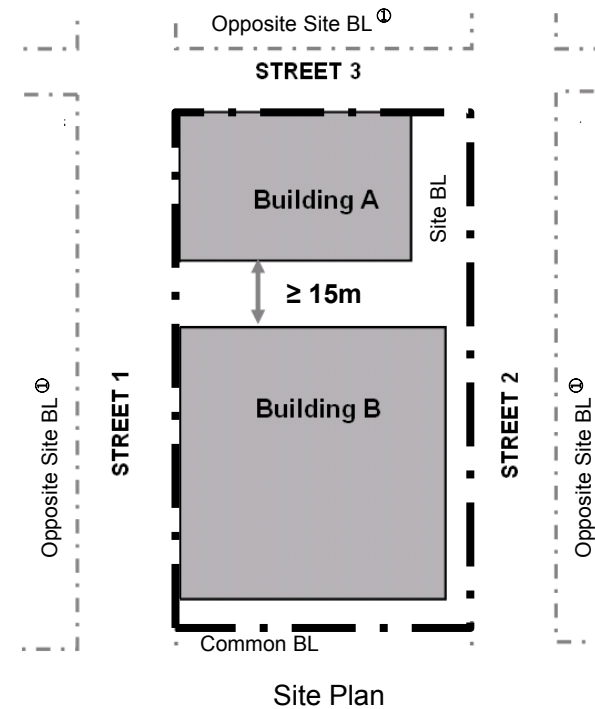 Opposite Site BL ①
STREET 3
Building A
Site BL
≥ 15m
Opposite Site BL ①
STREET 1
Building B
STREET 2
Opposite Site BL ①
Common BL
Site Plan